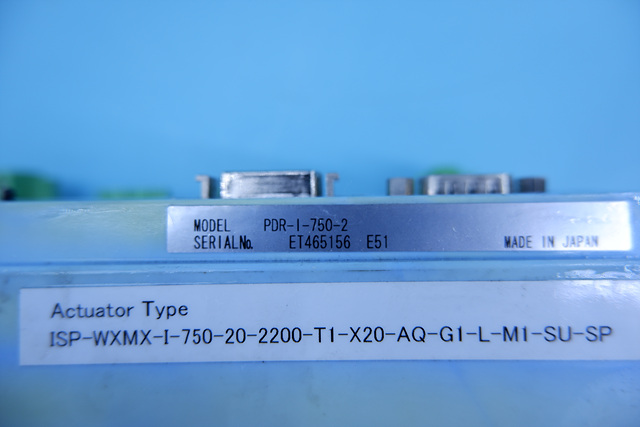 MODEL PDR-I-750-2
SERIAL No. ET465156 E51
MADE IN JAPAN
Actuator Type
ISP-WXMX-I-750-20-2200-T1-X20-AQ-G1-L-M1-SU-SP